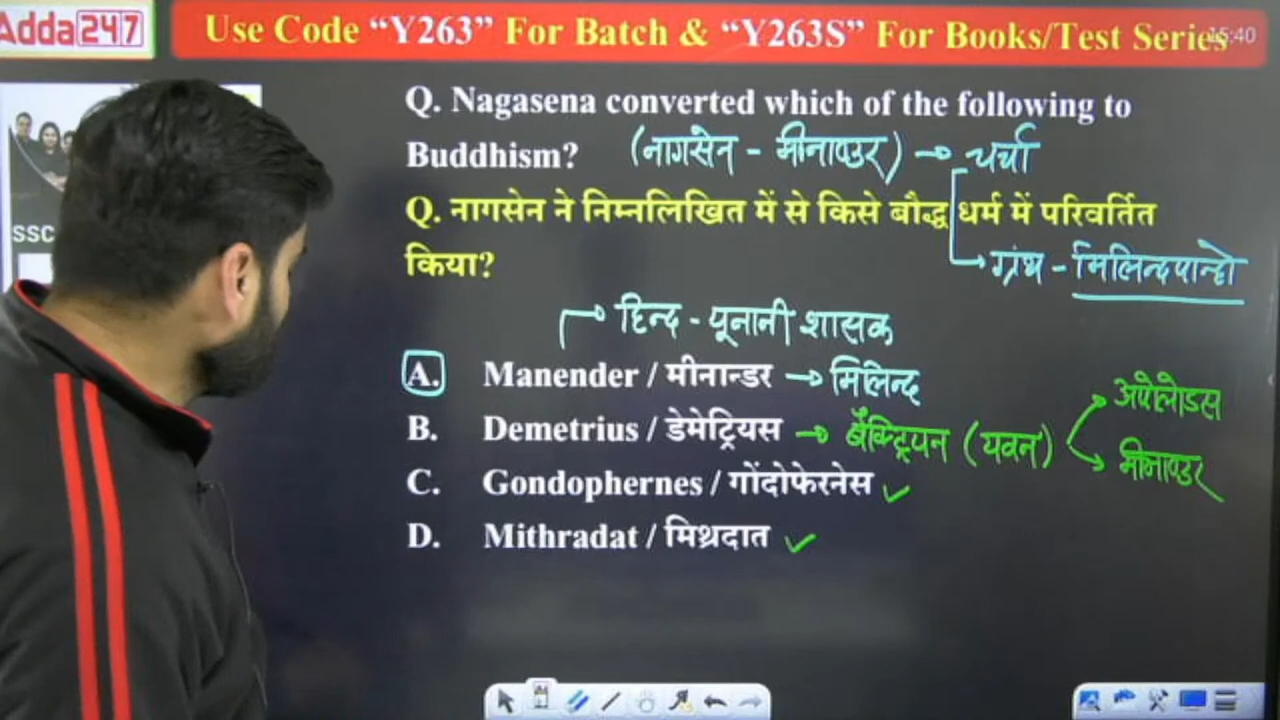 Adda247
Use Code “Y263” For Batch & “Y263S” For Books/Test Series
15:40
SSC
Q. Nagasena converted which of the following to
Buddhism? (नागसेन - मीनाण्डर) → चर्चा
Q. नागसेन ने निम्नलिखित में से किसे बौद्ध धर्म में परिवर्तित
किया?
→ ग्रंथ - मिलिन्दपान्हो
→ हिन्द - यूनानी शासक
A. Manender / मीनान्डर → मिलिन्द
B. Demetrius / डेमेट्रियस → बैक्ट्रियन (यवन)
अपोलोडस
मीनाण्डर
C. Gondophernes / गोंदोफेरनेस ✓
D. Mithradat / मिथ्रदात ✓